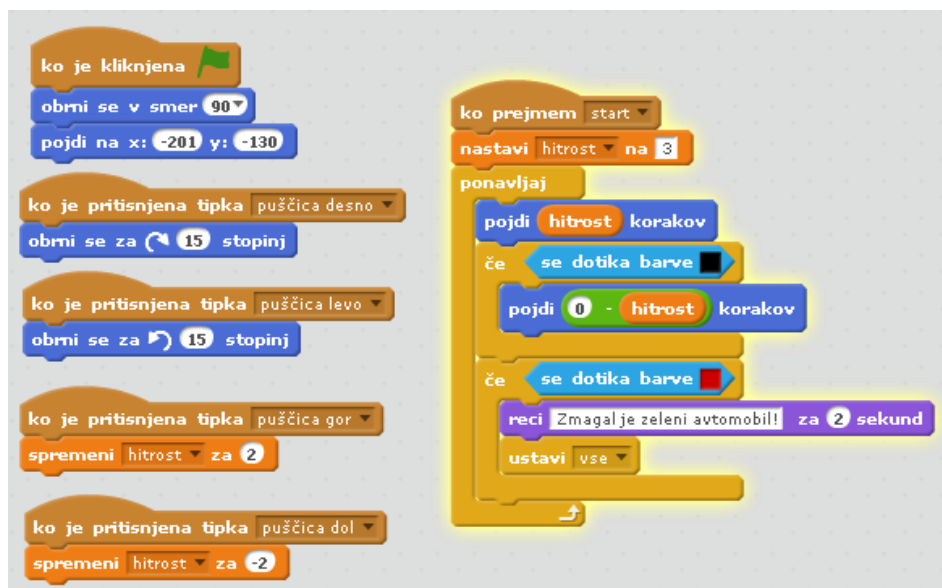 ko je kliknjena
obrni se v smer 90
pojdi na x: -201 y: -130
ko je pritisnjena tipka puščica desno
obrni se za 15 stopinj
ko je pritisnjena tipka puščica levo
obrni se za 15 stopinj
ko je pritisnjena tipka puščica gor
spremeni hitrost za 2
ko je pritisnjena tipka puščica dol
spremeni hitrost za -2
ko prejmem start
nastavi hitrost na 3
ponavljaj
pojdi hitrost korakov
če se dotika barve
pojdi 0 - hitrost korakov
če se dotika barve
reci Zmagal je zeleni avtomobil! za 2 sekund
ustavi vse